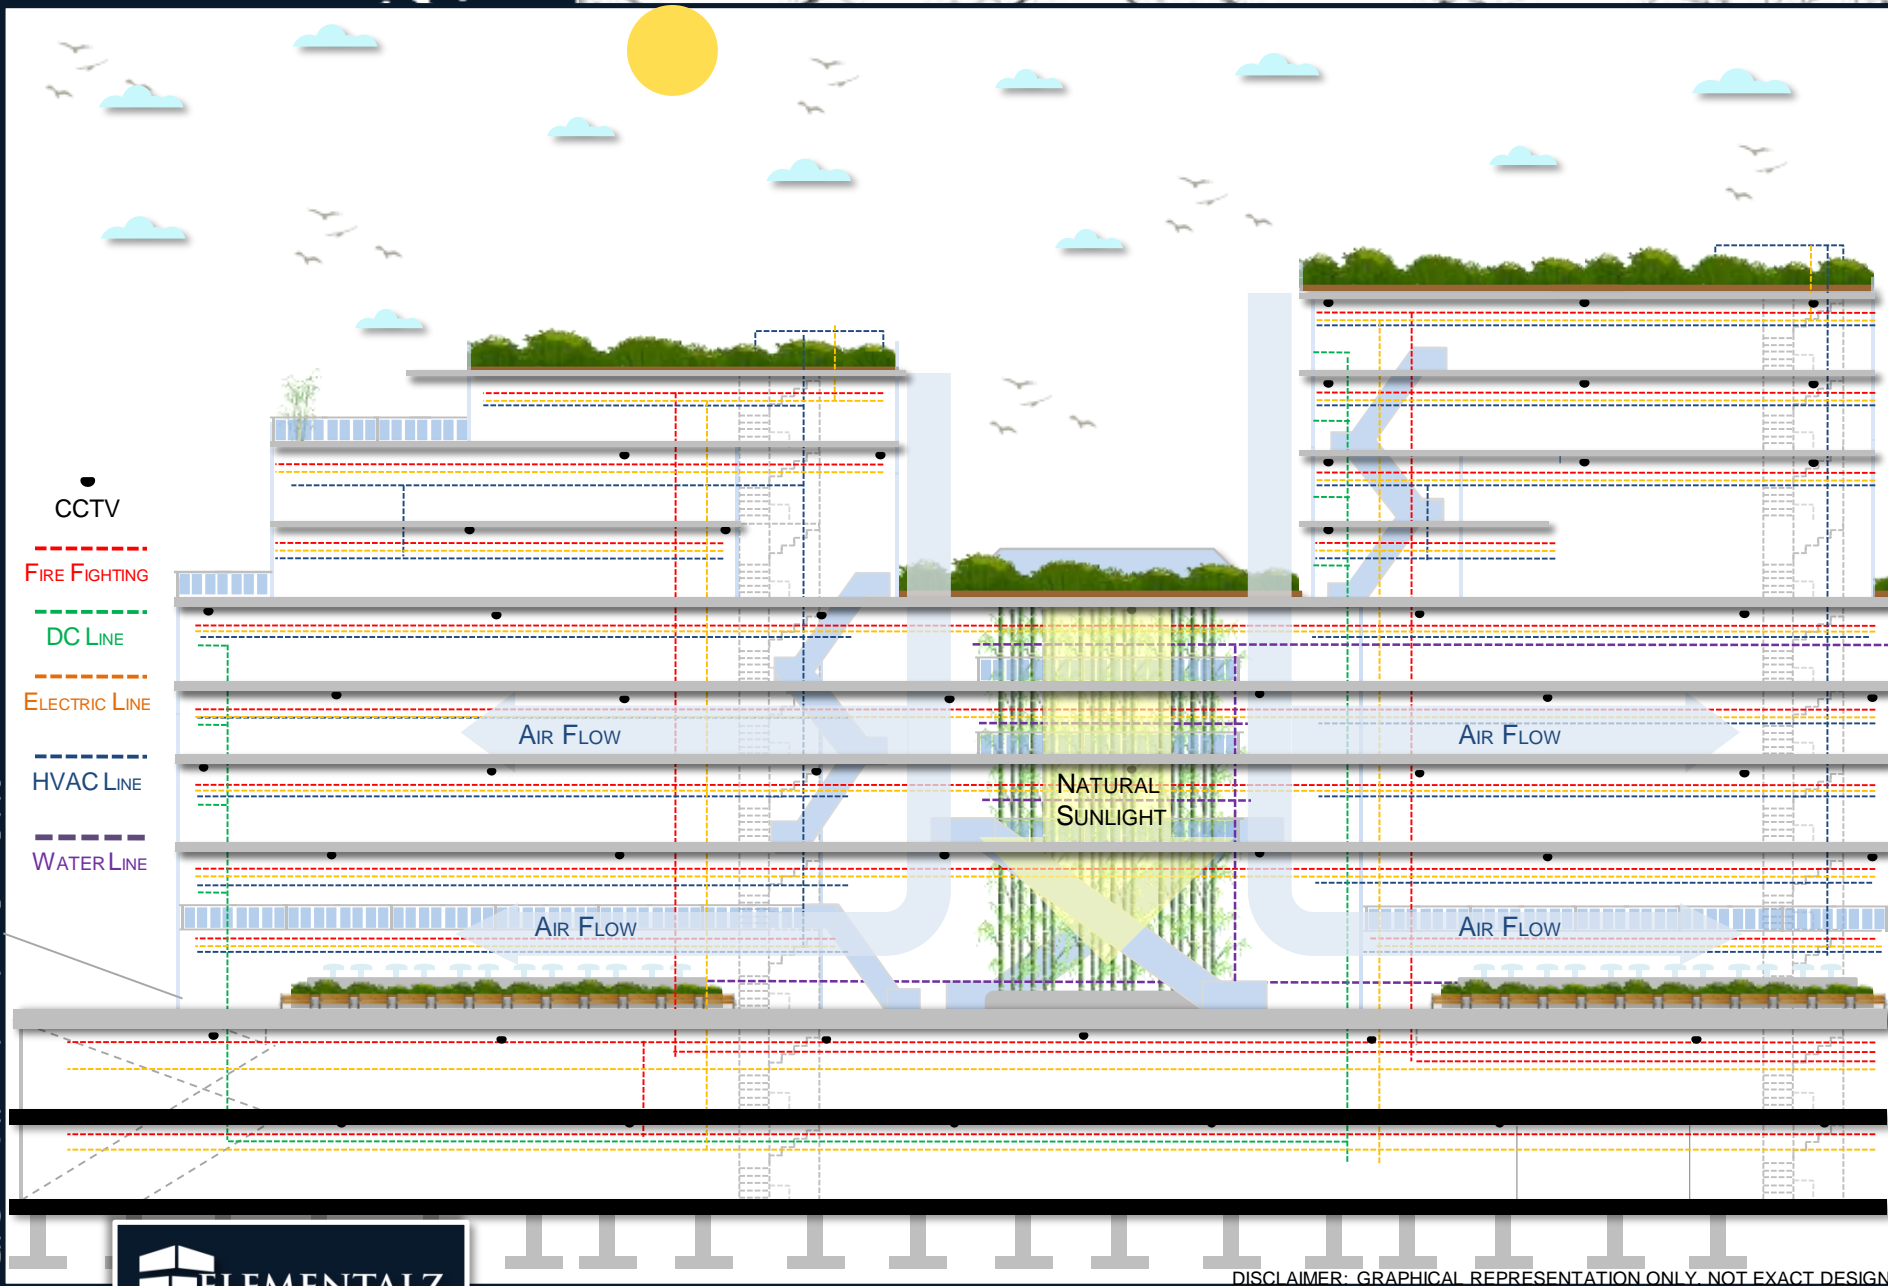 CCTV
FIRE FIGHTING
DC LINE
ELECTRIC LINE
HVAC LINE
WATER LINE
AIR FLOW
AIR FLOW
NATURAL
SUNLIGHT
AIR FLOW
AIR FLOW
ELEMENTALZ
DISCLAIMER: GRAPHICAL REPRESENTATION ONLY, NOT EXACT DESIGN